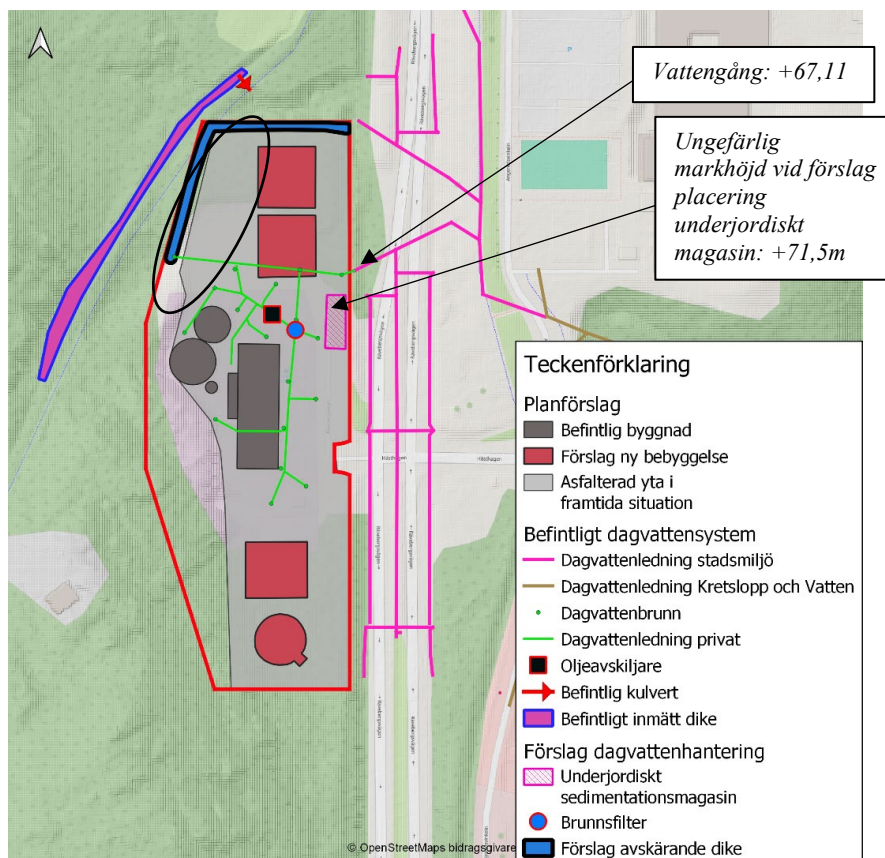 Vattengång: +67,11
Ungefärlig
markhöjd vid förslag
placering
underjordiskt
magasin: +71,5m
P
Hästhagen
Hästhagen
Teckenförklaring
Planförslag
Befintlig byggnad
Förslag ny bebyggelse
Asfalterad yta i
framtida situation
Befintligt dagvattensystem
Dagvattenledning stadsmiljö
Dagvattenledning Kretslopp och Vatten
Dagvattenbrunn
Dagvattenledning privat
Oljeavskiljare
Befintlig kulvert
Befintligt inmätt dike
Förslag dagvattenhantering
Underjordiskt
sedimentationsmagasin
Brunnsfilter
Förslag avskärande dike
© OpenStreetMaps bidragsgivare